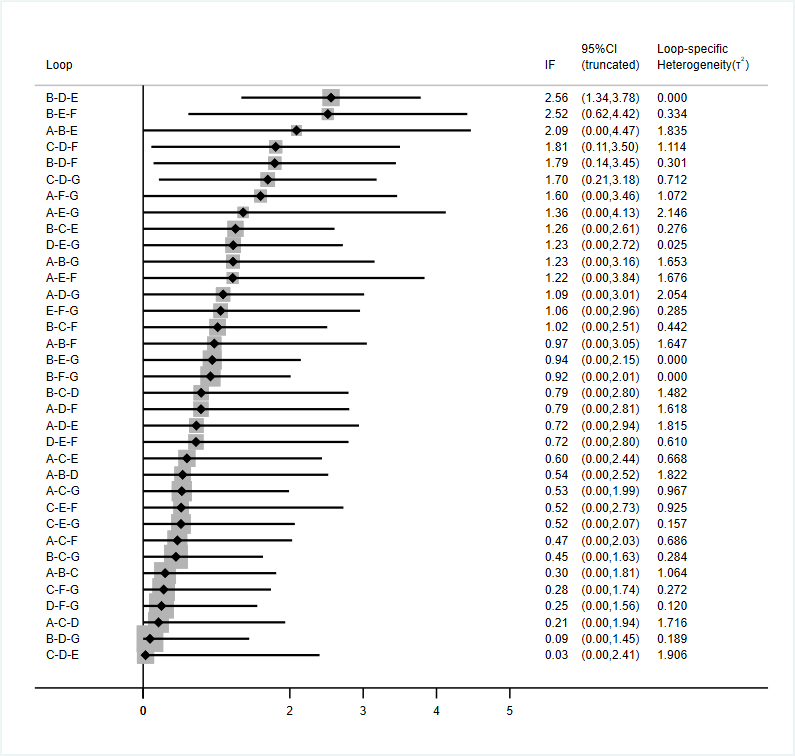 95%CI Loop-specific
Loop IF (truncated) Heterogeneity(τ²)
B-D-E 2.56 (1.34,3.78) 0.000
B-E-F 2.52 (0.62,4.42) 0.334
A-B-E 2.09 (0.00,4.47) 1.835
C-D-F 1.81 (0.11,3.50) 1.114
B-D-F 1.79 (0.14,3.45) 0.301
C-D-G 1.70 (0.21,3.18) 0.712
A-F-G 1.60 (0.00,3.46) 1.072
A-E-G 1.36 (0.00,4.13) 2.146
B-C-E 1.26 (0.00,2.61) 0.276
D-E-G 1.23 (0.00,2.72) 0.025
A-B-G 1.23 (0.00,3.16) 1.653
A-E-F 1.22 (0.00,3.84) 1.676
A-D-G 1.09 (0.00,3.01) 2.054
E-F-G 1.06 (0.00,2.96) 0.285
B-C-F 1.02 (0.00,2.51) 0.442
A-B-F 0.97 (0.00,3.05) 1.647
B-E-G 0.94 (0.00,2.15) 0.000
B-F-G 0.92 (0.00,2.01) 0.000
B-C-D 0.79 (0.00,2.80) 1.482
A-D-F 0.79 (0.00,2.81) 1.618
A-D-E 0.72 (0.00,2.94) 1.815
D-E-F 0.72 (0.00,2.80) 0.610
A-C-E 0.60 (0.00,2.44) 0.668
A-B-D 0.54 (0.00,2.52) 1.822
A-C-G 0.53 (0.00,1.99) 0.967
C-E-F 0.52 (0.00,2.73) 0.925
C-E-G 0.52 (0.00,2.07) 0.157
A-C-F 0.47 (0.00,2.03) 0.686
B-C-G 0.45 (0.00,1.63) 0.284
A-B-C 0.30 (0.00,1.81) 1.064
C-F-G 0.28 (0.00,1.74) 0.272
D-F-G 0.25 (0.00,1.56) 0.120
A-C-D 0.21 (0.00,1.94) 1.716
B-D-G 0.09 (0.00,1.45) 0.189
C-D-E 0.03 (0.00,2.41) 1.906
0 2 3 4 5